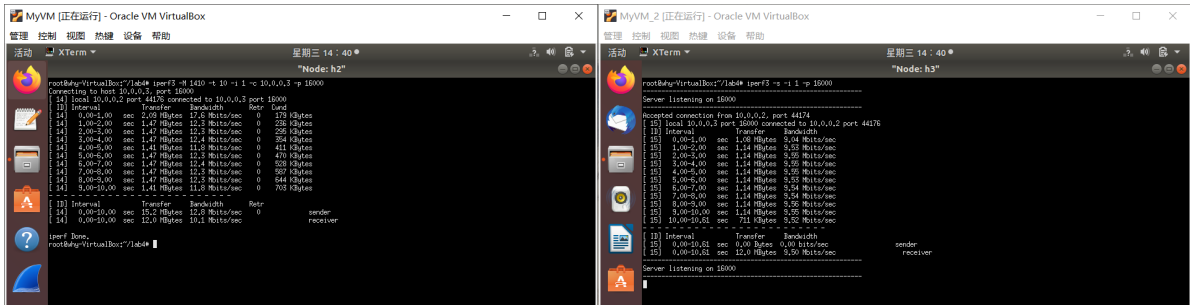 MyVM [正在运行] - Oracle VM VirtualBox
管理 控制 视图 热键 设备 帮助
活动 XTerm 星期三 14：40
"Node: h2"
root@why-VirtualBox:~/lab4# iperf3 -M 1410 -t 10 -i 1 -c 10.0.0.3 -p 16000
Connecting to host 10.0.0.3, port 16000
[ 14] local 10.0.0.2 port 44176 connected to 10.0.0.3 port 16000
[ ID] Interval Transfer Bandwidth Retr Cwnd
[ 14] 0.00-1.00 sec 2.09 MBytes 17.6 Mbits/sec 0 179 KBytes
[ 14] 1.00-2.00 sec 1.47 MBytes 12.3 Mbits/sec 0 236 KBytes
[ 14] 2.00-3.00 sec 1.47 MBytes 12.3 Mbits/sec 0 295 KBytes
[ 14] 3.00-4.00 sec 1.47 MBytes 12.4 Mbits/sec 0 354 KBytes
[ 14] 4.00-5.00 sec 1.41 MBytes 11.8 Mbits/sec 0 411 KBytes
[ 14] 5.00-6.00 sec 1.47 MBytes 12.3 Mbits/sec 0 470 KBytes
[ 14] 6.00-7.00 sec 1.47 MBytes 12.4 Mbits/sec 0 528 KBytes
[ 14] 7.00-8.00 sec 1.47 MBytes 12.3 Mbits/sec 0 587 KBytes
[ 14] 8.00-9.00 sec 1.47 MBytes 12.3 Mbits/sec 0 644 KBytes
[ 14] 9.00-10.00 sec 1.41 MBytes 11.8 Mbits/sec 0 703 KBytes
- - - - - - - - - - - - - - - - - - - - - - - - -
[ ID] Interval Transfer Bandwidth Retr
[ 14] 0.00-10.00 sec 15.2 MBytes 12.8 Mbits/sec 0 sender
[ 14] 0.00-10.00 sec 12.0 MBytes 10.1 Mbits/sec receiver
iperf Done.
root@why-VirtualBox:~/lab4#
MyVM_2 [正在运行] - Oracle VM VirtualBox
管理 控制 视图 热键 设备 帮助
活动 XTerm 星期三 14：40
"Node: h3"
root@why-VirtualBox:~/lab4# iperf3 -s -i 1 -p 16000
-----------------------------------------------------------
Server listening on 16000
-----------------------------------------------------------
Accepted connection from 10.0.0.2, port 44174
[ 15] local 10.0.0.3 port 16000 connected to 10.0.0.2 port 44176
[ ID] Interval Transfer Bandwidth
[ 15] 0.00-1.00 sec 1.08 MBytes 9.04 Mbits/sec
[ 15] 1.00-2.00 sec 1.14 MBytes 9.53 Mbits/sec
[ 15] 2.00-3.00 sec 1.14 MBytes 9.55 Mbits/sec
[ 15] 3.00-4.00 sec 1.14 MBytes 9.55 Mbits/sec
[ 15] 4.00-5.00 sec 1.14 MBytes 9.55 Mbits/sec
[ 15] 5.00-6.00 sec 1.14 MBytes 9.53 Mbits/sec
[ 15] 6.00-7.00 sec 1.14 MBytes 9.54 Mbits/sec
[ 15] 7.00-8.00 sec 1.14 MBytes 9.54 Mbits/sec
[ 15] 8.00-9.00 sec 1.14 MBytes 9.56 Mbits/sec
[ 15] 9.00-10.00 sec 1.14 MBytes 9.55 Mbits/sec
[ 15] 10.00-10.61 sec 711 KBytes 9.52 Mbits/sec
- - - - - - - - - - - - - - - - - - - - - - - - -
[ ID] Interval Transfer Bandwidth
[ 15] 0.00-10.61 sec 0.00 Bytes 0.00 bits/sec sender
[ 15] 0.00-10.61 sec 12.0 MBytes 9.50 Mbits/sec receiver
-----------------------------------------------------------
Server listening on 16000
-----------------------------------------------------------